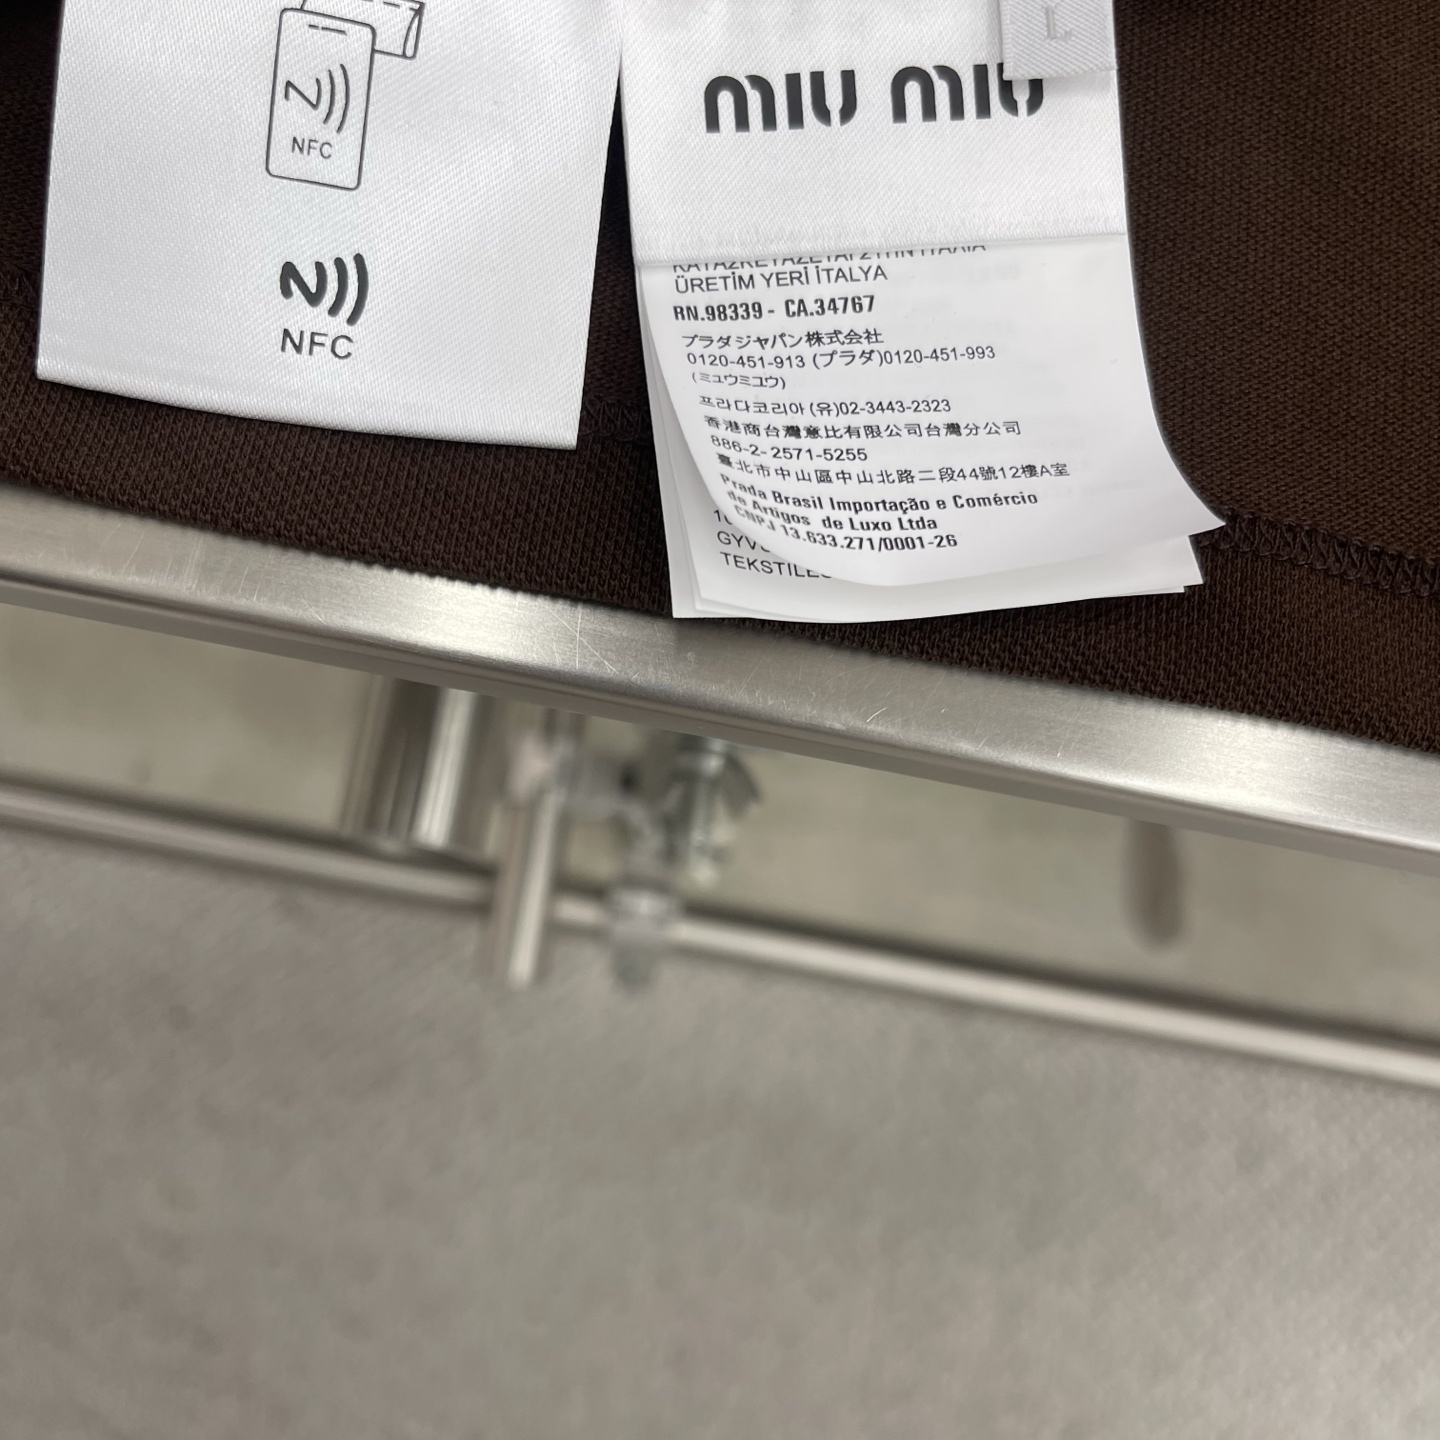 NFC
NFC
L
miu miu
ÜRETİM YERİ İTALYA
RN.98339 - CA.34767
プラダジャパン株式会社
0120-451-913 (プラダ)0120-451-993
(ミュウミュウ)
프라다코리아 (유)02-3443-2323
香港商台灣意比有限公司台灣分公司
886-2-2571-5255
臺北市中山區中山北路二段44號12樓A室
Prada Brasil Importação e Comércio
de Artigos de Luxo Ltda
CNPJ 13.633.271/0001-26